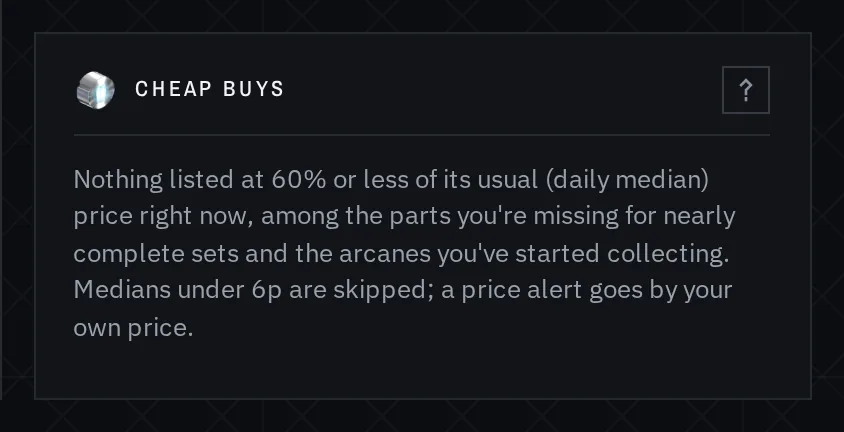 CHEAP BUYS
?
Nothing listed at 60% or less of its usual (daily median)
price right now, among the parts you're missing for nearly
complete sets and the arcanes you've started collecting.
Medians under 6p are skipped; a price alert goes by your
own price.